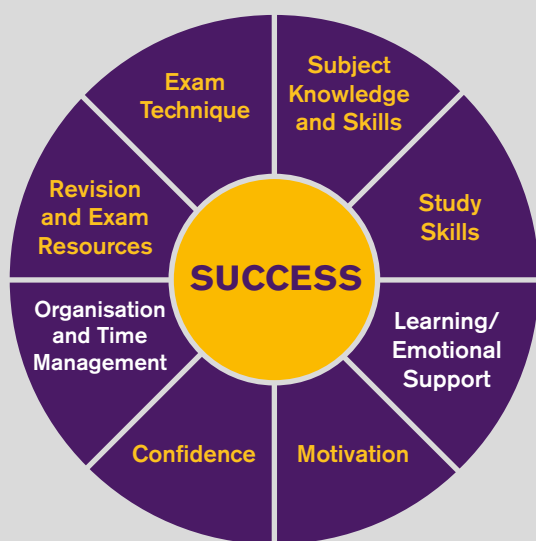 Subject
Knowledge
and Skills
Study
Skills
Learning/
Emotional
Support
Motivation
Confidence
Organisation
and Time
Management
Revision
and Exam
Resources
Exam
Technique
SUCCESS